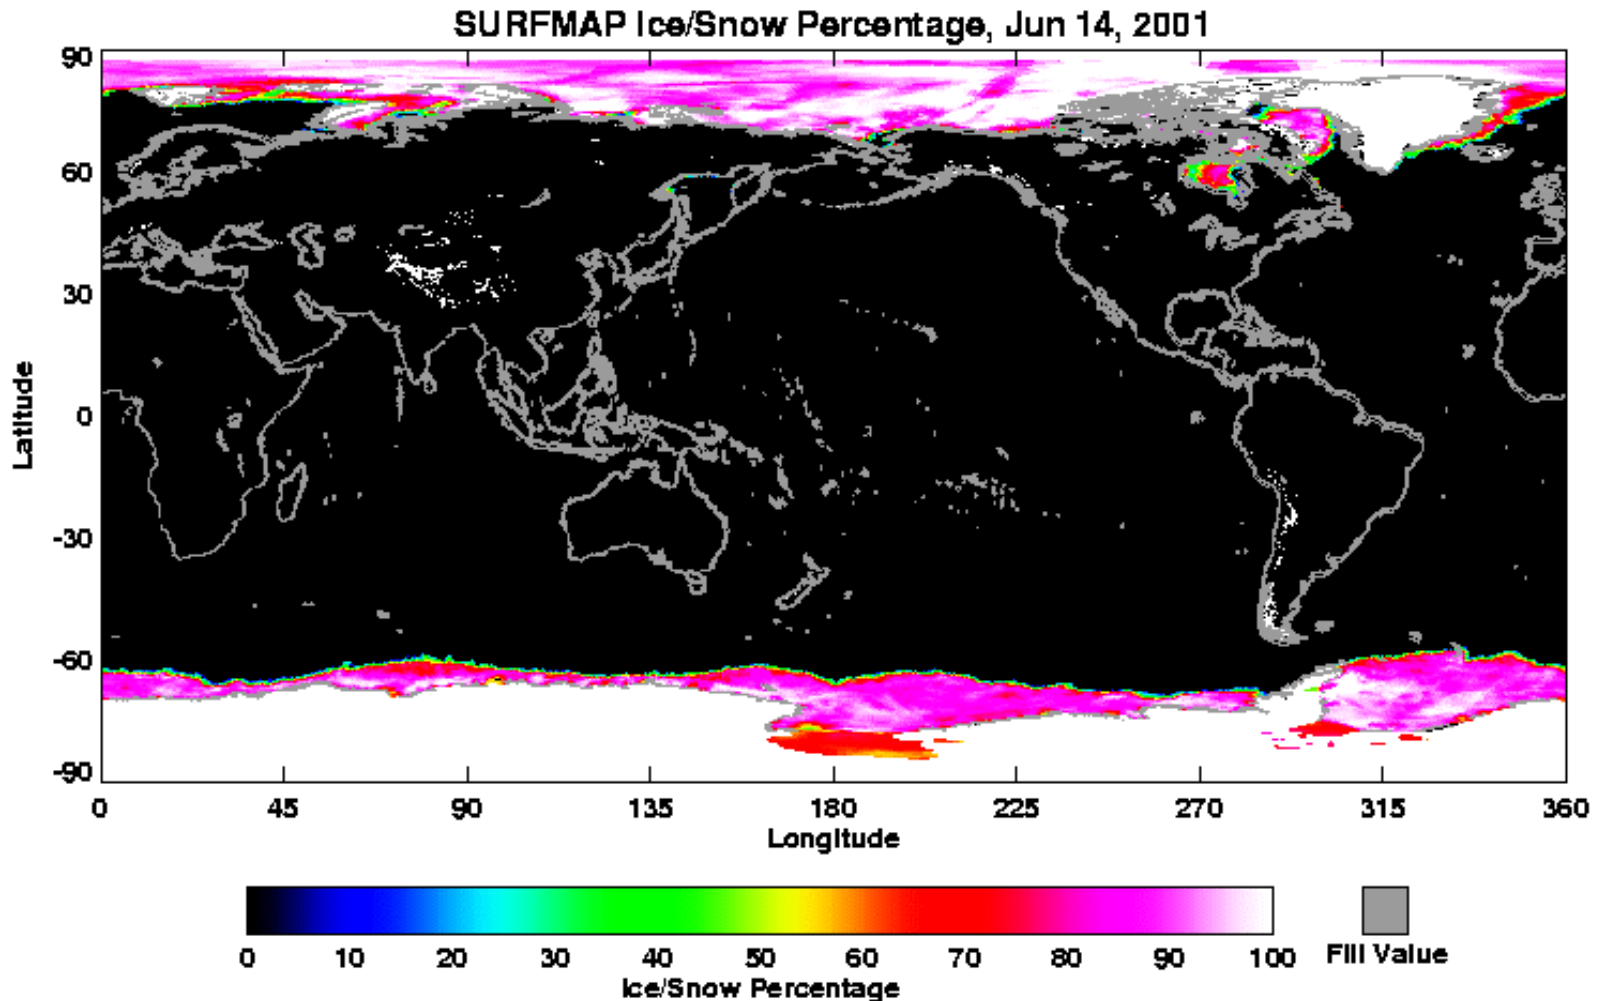 SURFMAP Ice/Snow Percentage, Jun 14, 2001
90
60
30
0
-30
-60
-90
Latitude
0 45 90 135 180 225 270 315 360
Longitude
0 10 20 30 40 50 60 70 80 90 100
Ice/Snow Percentage
Fill Value